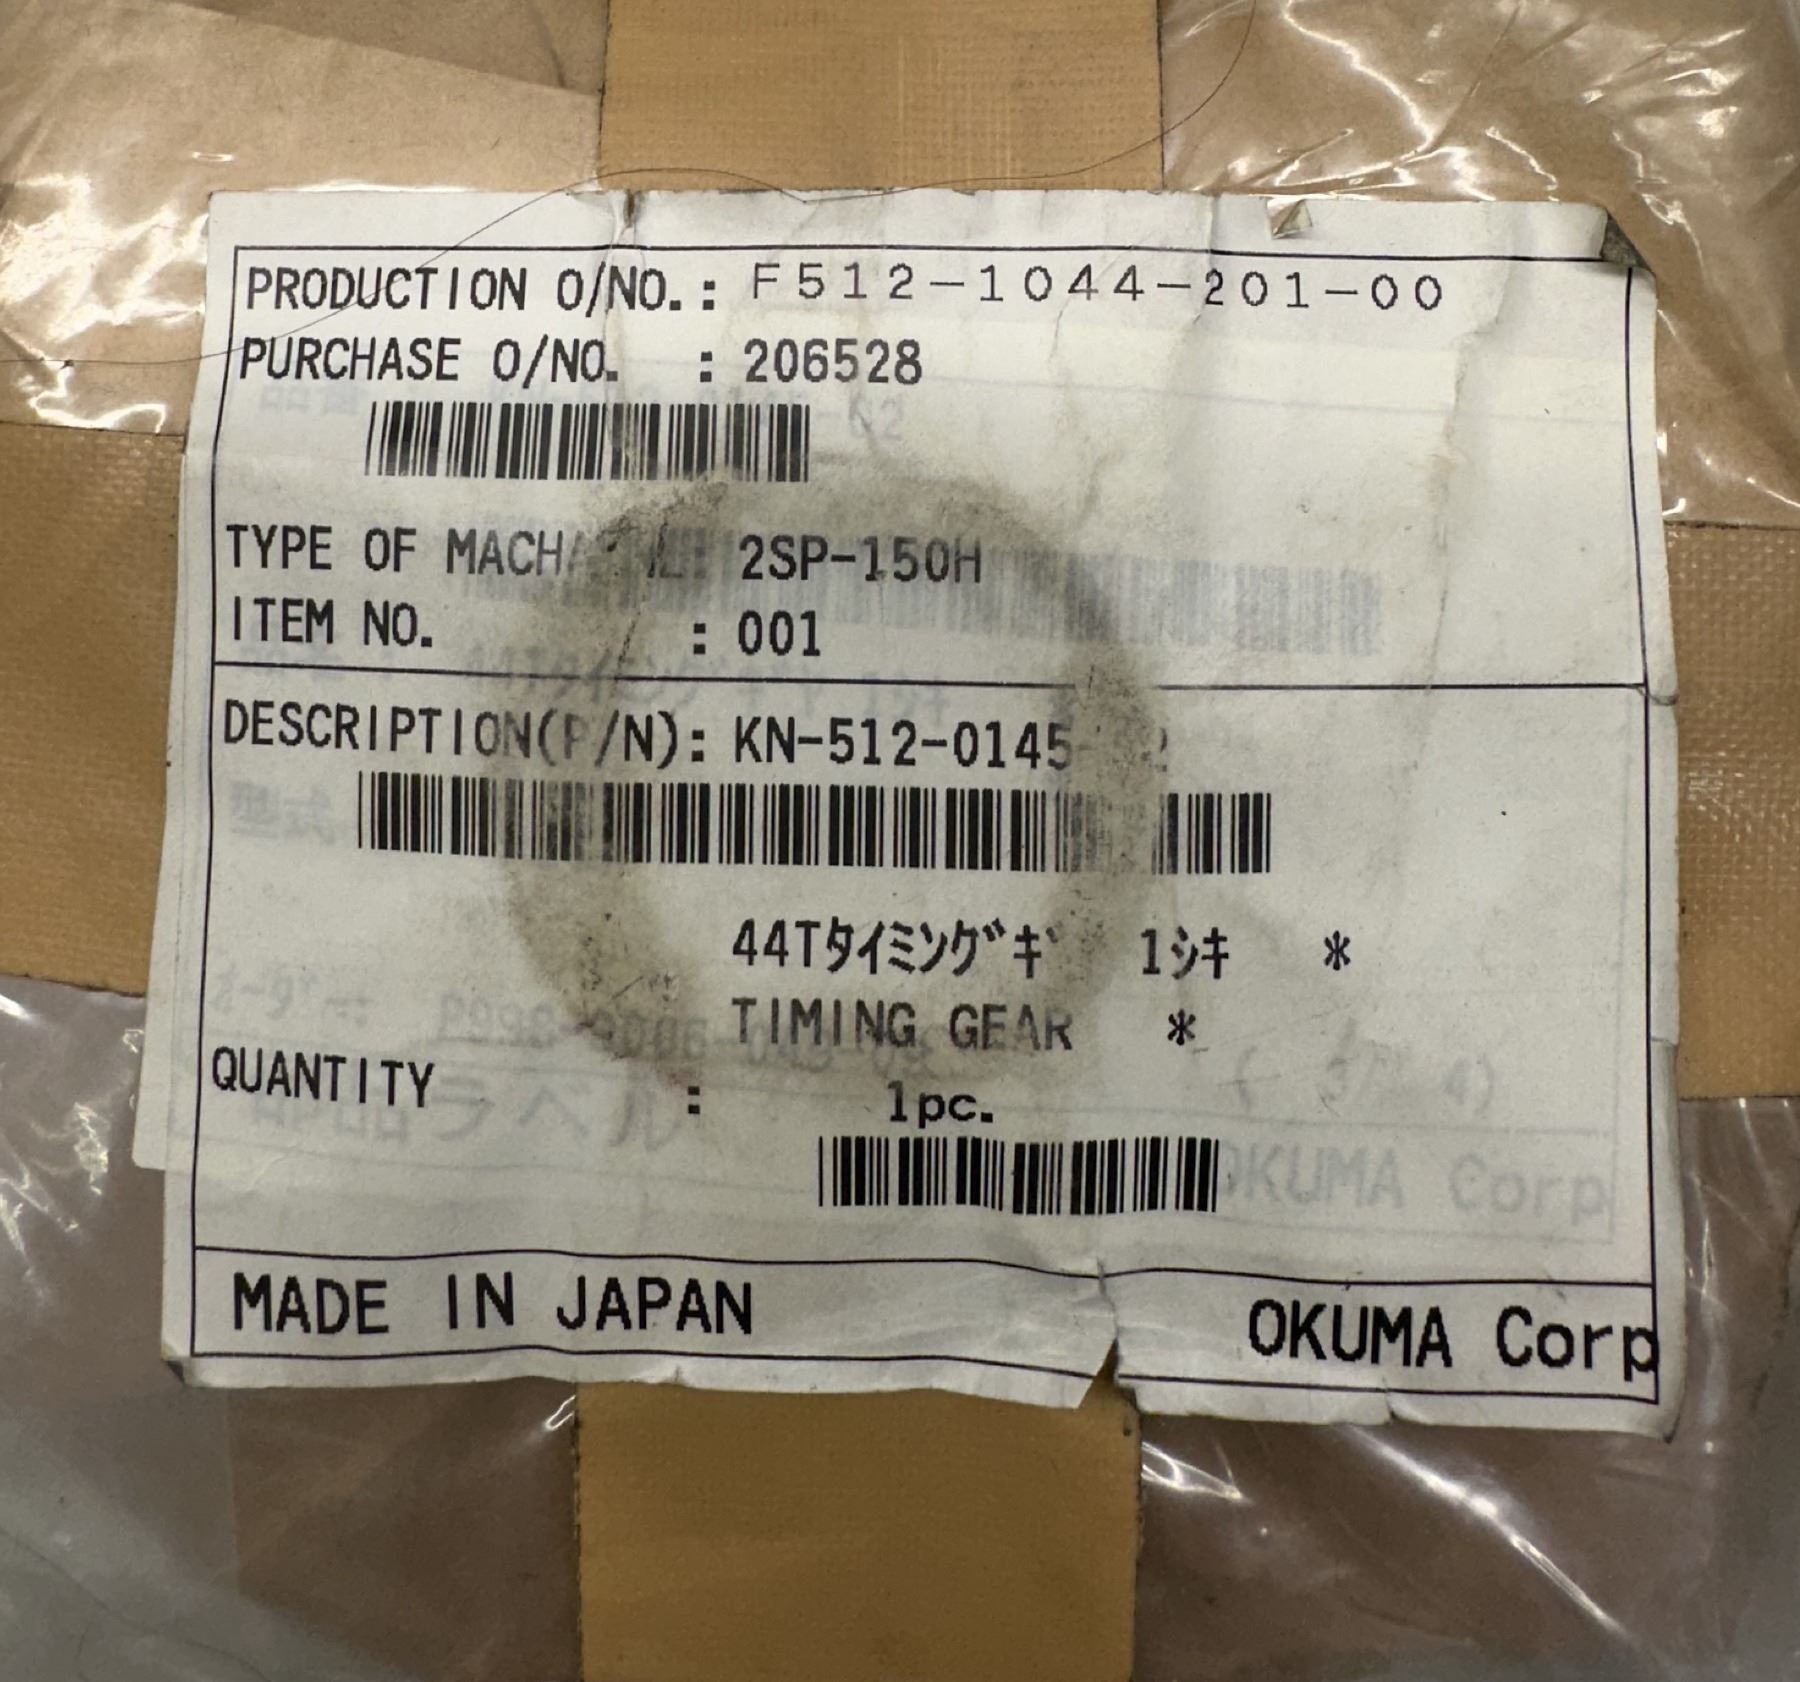 PRODUCTION O/NO.: F512-1044-201-00
PURCHASE O/NO. : 206528
TYPE OF : 2SP-150H
ITEM NO. : 001
DESCRIPTION(P/N): KN-512-0145
44Tﾀｲﾐﾝｸﾞｷﾞ 1ｼｷ *
TIMING GEAR *
QUANTITY : 1pc.
OKUMA Corp
MADE IN JAPAN OKUMA Corp